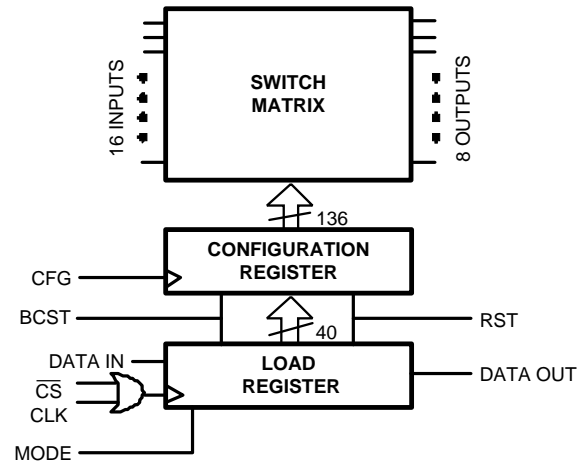 SWITCH
MATRIX
16 INPUTS
8 OUTPUTS
136
CONFIGURATION
REGISTER
CFG
BCST
40
RST
DATA IN
LOAD
REGISTER
DATA OUT
CS
CLK
MODE